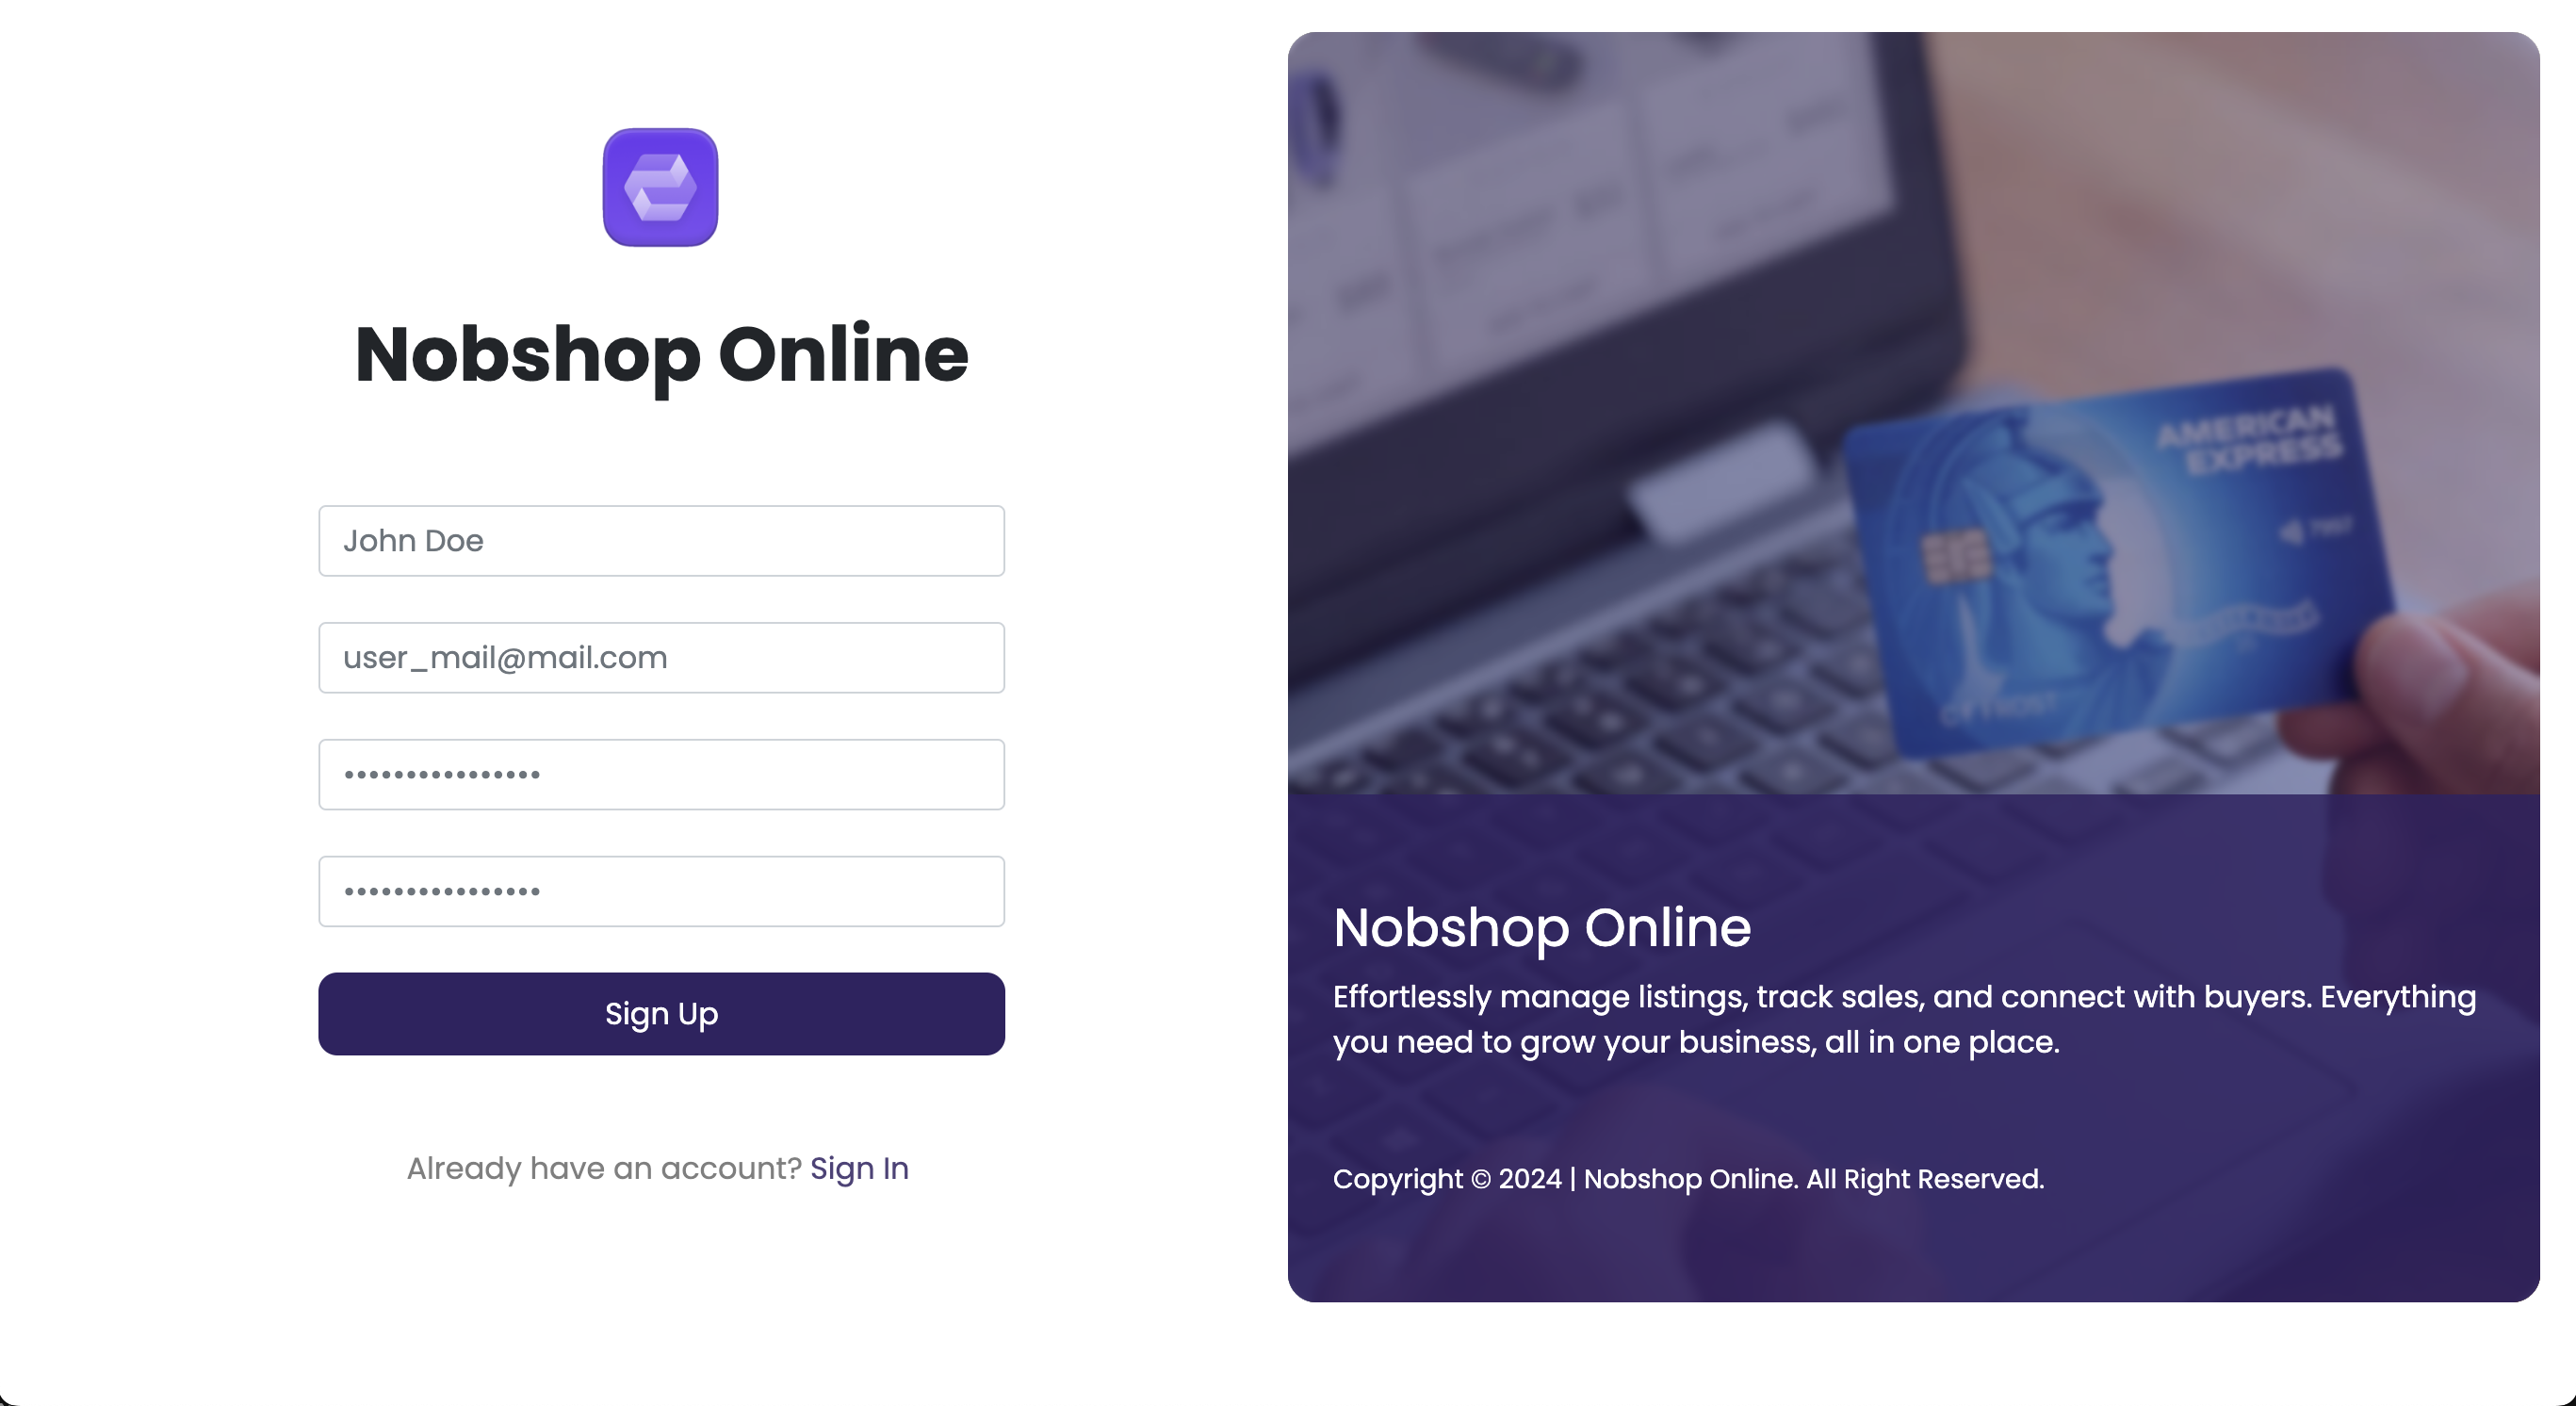 Nobshop Online
John Doe
user_mail@mail.com
••••••••••••••••
••••••••••••••••
Sign Up
Already have an account? Sign In
AMERICAN
EXPRESS
CY FROST
Nobshop Online
Effortlessly manage listings, track sales, and connect with buyers. Everything
you need to grow your business, all in one place.
Copyright © 2024 | Nobshop Online. All Right Reserved.